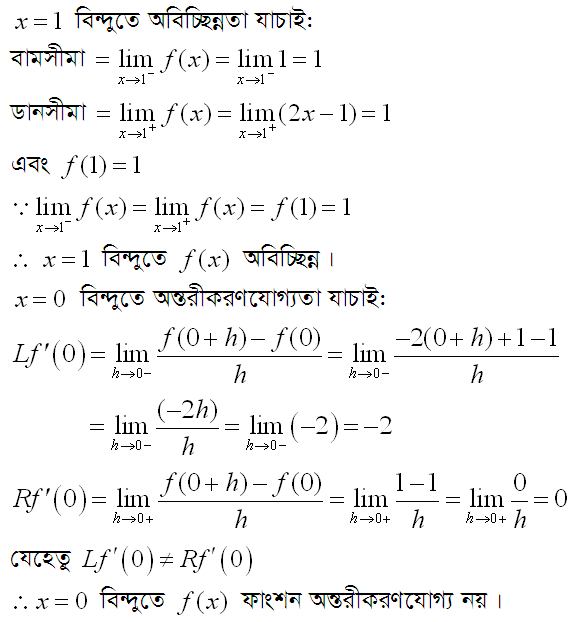 x = 1 বিন্দুতে অবিচ্ছিন্নতা যাচাই:
বামসীমা = lim_{x→1⁻} f(x) = lim_{x→1⁻} 1 = 1
ডানসীমা = lim_{x→1⁺} f(x) = lim_{x→1⁺} (2x − 1) = 1
এবং f(1) = 1
∵ lim_{x→1⁻} f(x) = lim_{x→1⁺} f(x) = f(1) = 1
∴ x = 1 বিন্দুতে f(x) অবিচ্ছিন্ন।
x = 0 বিন্দুতে অন্তরীকরণযোগ্যতা যাচাই:
Lf′(0) = lim_{h→0−} (f(0 + h) − f(0))/h = lim_{h→0−} (−2(0 + h) + 1 − 1)/h
= lim_{h→0−} (−2h)/h = lim_{h→0−} (−2) = −2
Rf′(0) = lim_{h→0+} (f(0 + h) − f(0))/h = lim_{h→0+} (1 − 1)/h = lim_{h→0+} 0/h = 0
যেহেতু Lf′(0) ≠ Rf′(0)
∴ x = 0 বিন্দুতে f(x) ফাংশন অন্তরীকরণযোগ্য নয়।